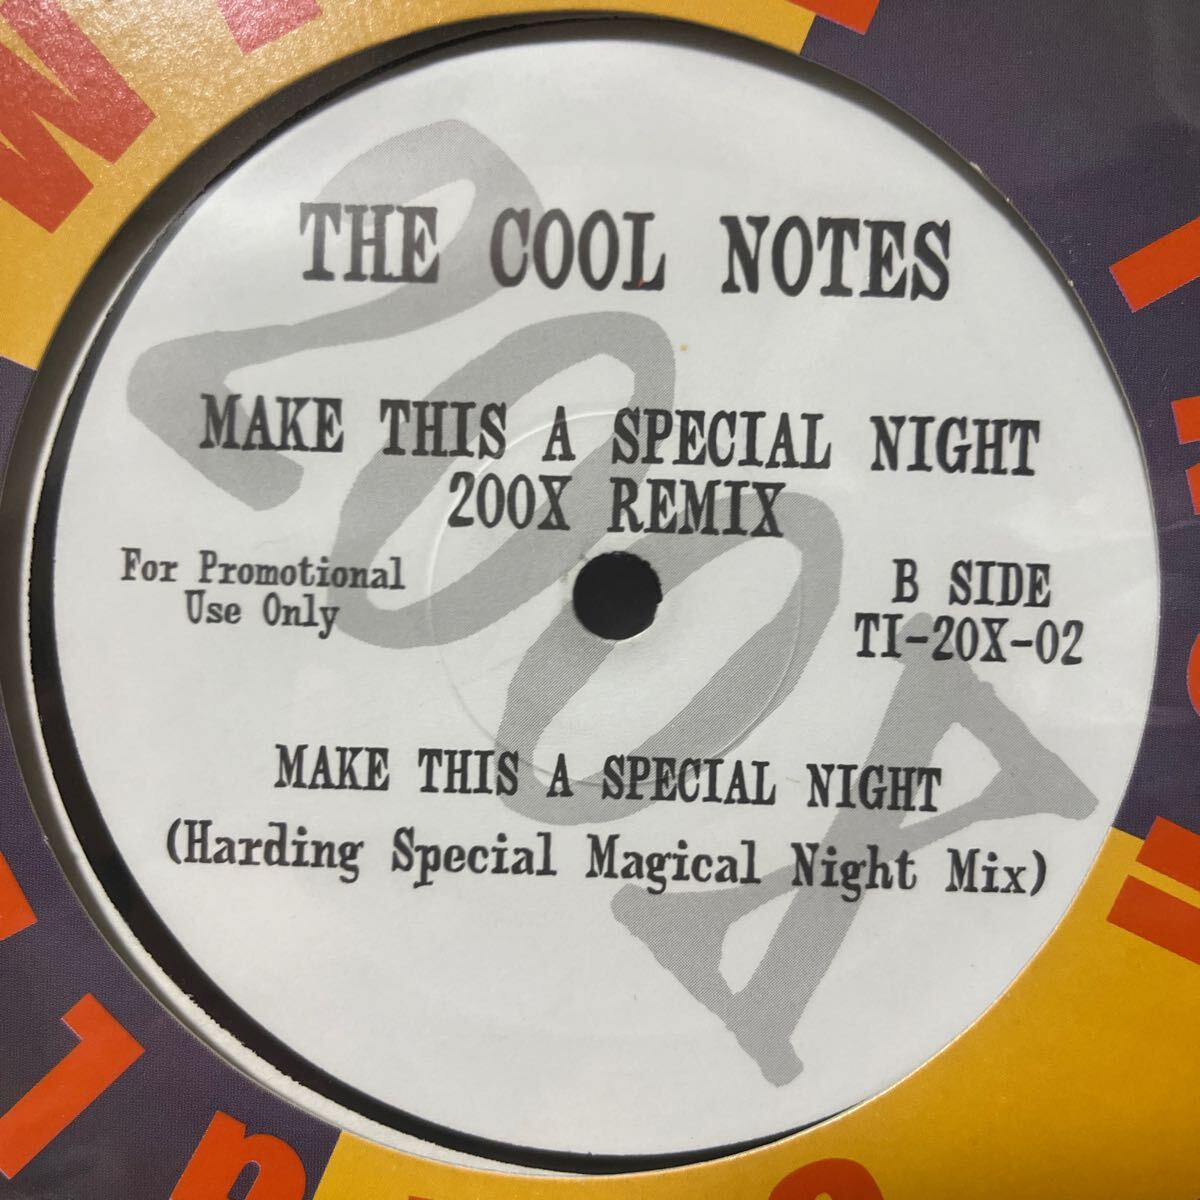 THE COOL NOTES
MAKE THIS A SPECIAL NIGHT
200X REMIX
For Promotional
Use Only
B SIDE
TI-20X-02
MAKE THIS A SPECIAL NIGHT
(Harding Special Magical Night Mix)
200X